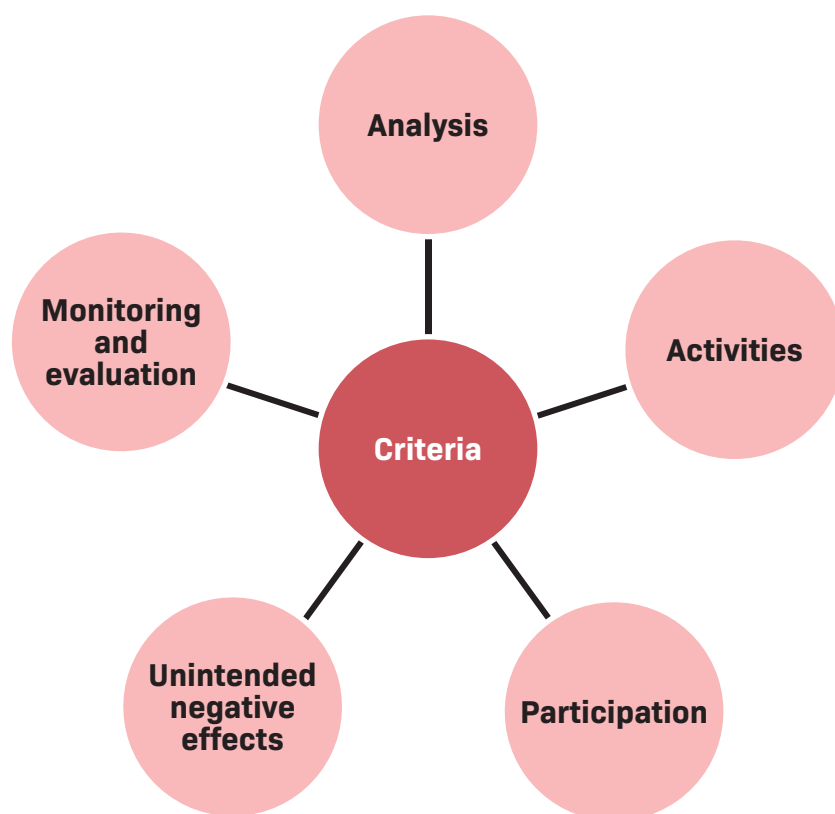 Analysis
Monitoring
and
evaluation
Activities
Criteria
Unintended
negative
effects
Participation